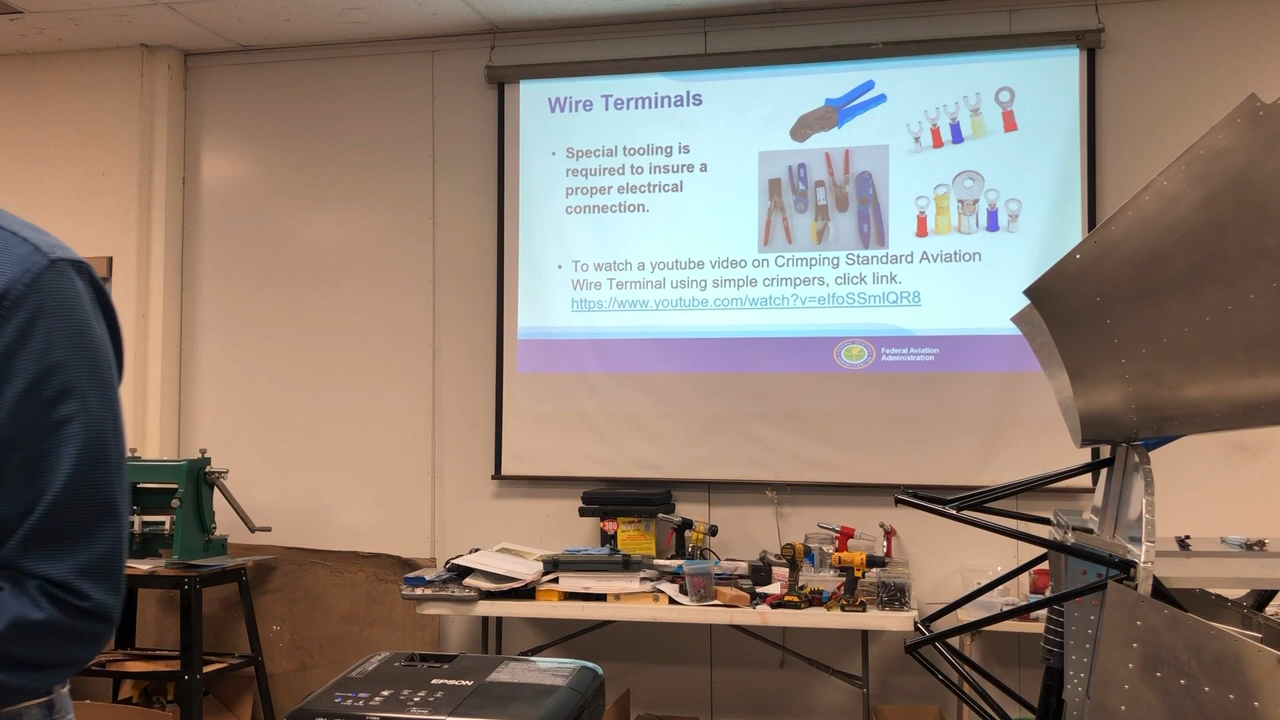 Wire Terminals
• Special tooling is
required to insure a
proper electrical
connection.
• To watch a youtube video on Crimping Standard Aviation
Wire Terminal using simple crimpers, click link.
https://www.youtube.com/watch?v=eIfoSSmIQR8
Federal Aviation
Administration
300
EPSON